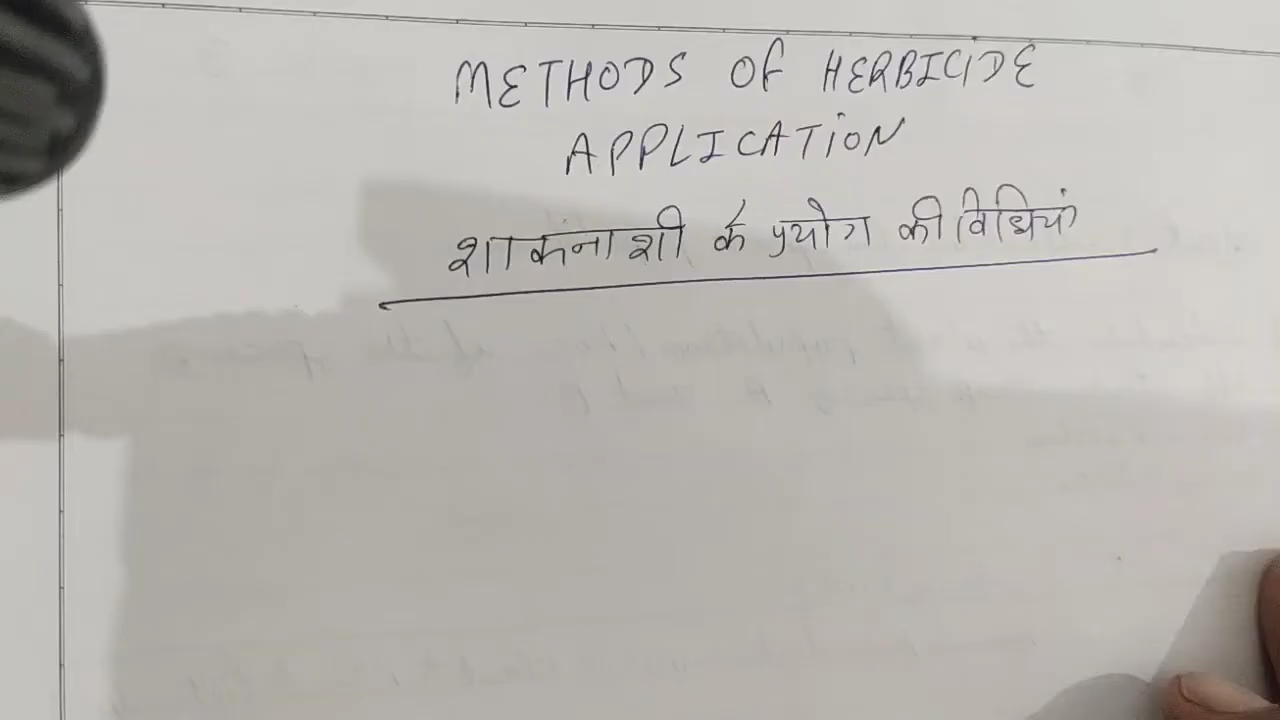 METHODS OF HERBICIDE
APPLICATION
शाकनाशी के प्रयोग की विधियां